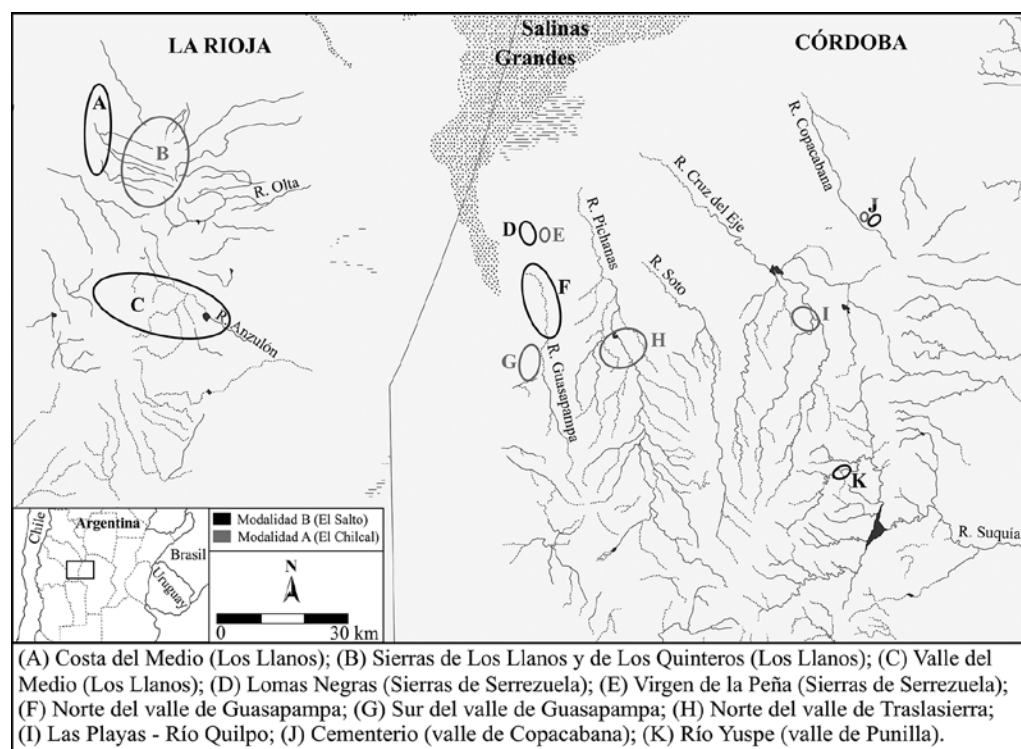 LA RIOJA
Salinas
Grandes
CÓRDOBA
A
B
R. Olta
R. Copacabana
R. Cruz del Eje
J
D
E
R. Pichanas
R. Soto
C
F
R. Anzulón
I
G
H
R. Guasapampa
K
R. Suquía
Argentina
Chile
Brasil
Uruguay
Modalidad B (El Salto)
Modalidad A (El Chilcal)
N
0 30 km
(A) Costa del Medio (Los Llanos); (B) Sierras de Los Llanos y de Los Quinteros (Los Llanos); (C) Valle del
Medio (Los Llanos); (D) Lomas Negras (Sierras de Serrezuela); (E) Virgen de la Peña (Sierras de Serrezuela);
(F) Norte del valle de Guasapampa; (G) Sur del valle de Guasapampa; (H) Norte del valle de Traslasierra;
(I) Las Playas - Río Quilpo; (J) Cementerio (valle de Copacabana); (K) Río Yuspe (valle de Punilla).